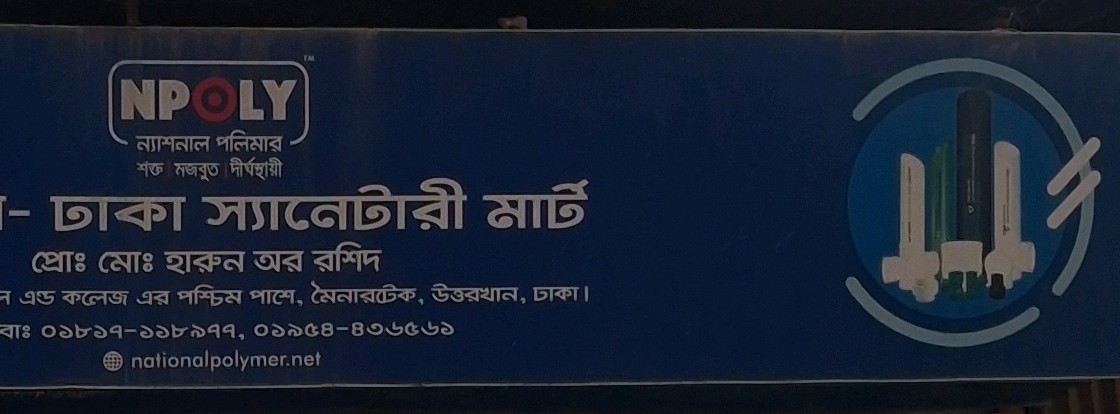 NPOLY™
ন্যাশনাল পলিমার
শক্ত | মজবুত | দীর্ঘস্থায়ী
- ঢাকা স্যানেটারী মার্ট
প্রোঃ মোঃ হারুন অর রশিদ
এন্ড কলেজ এর পশ্চিম পাশে, মৈনারটেক, উত্তরখান, ঢাকা।
০১৮১৭-১১৮৯৭৭, ০১৯৫৪-৪৩৬৫৬১
nationalpolymer.net